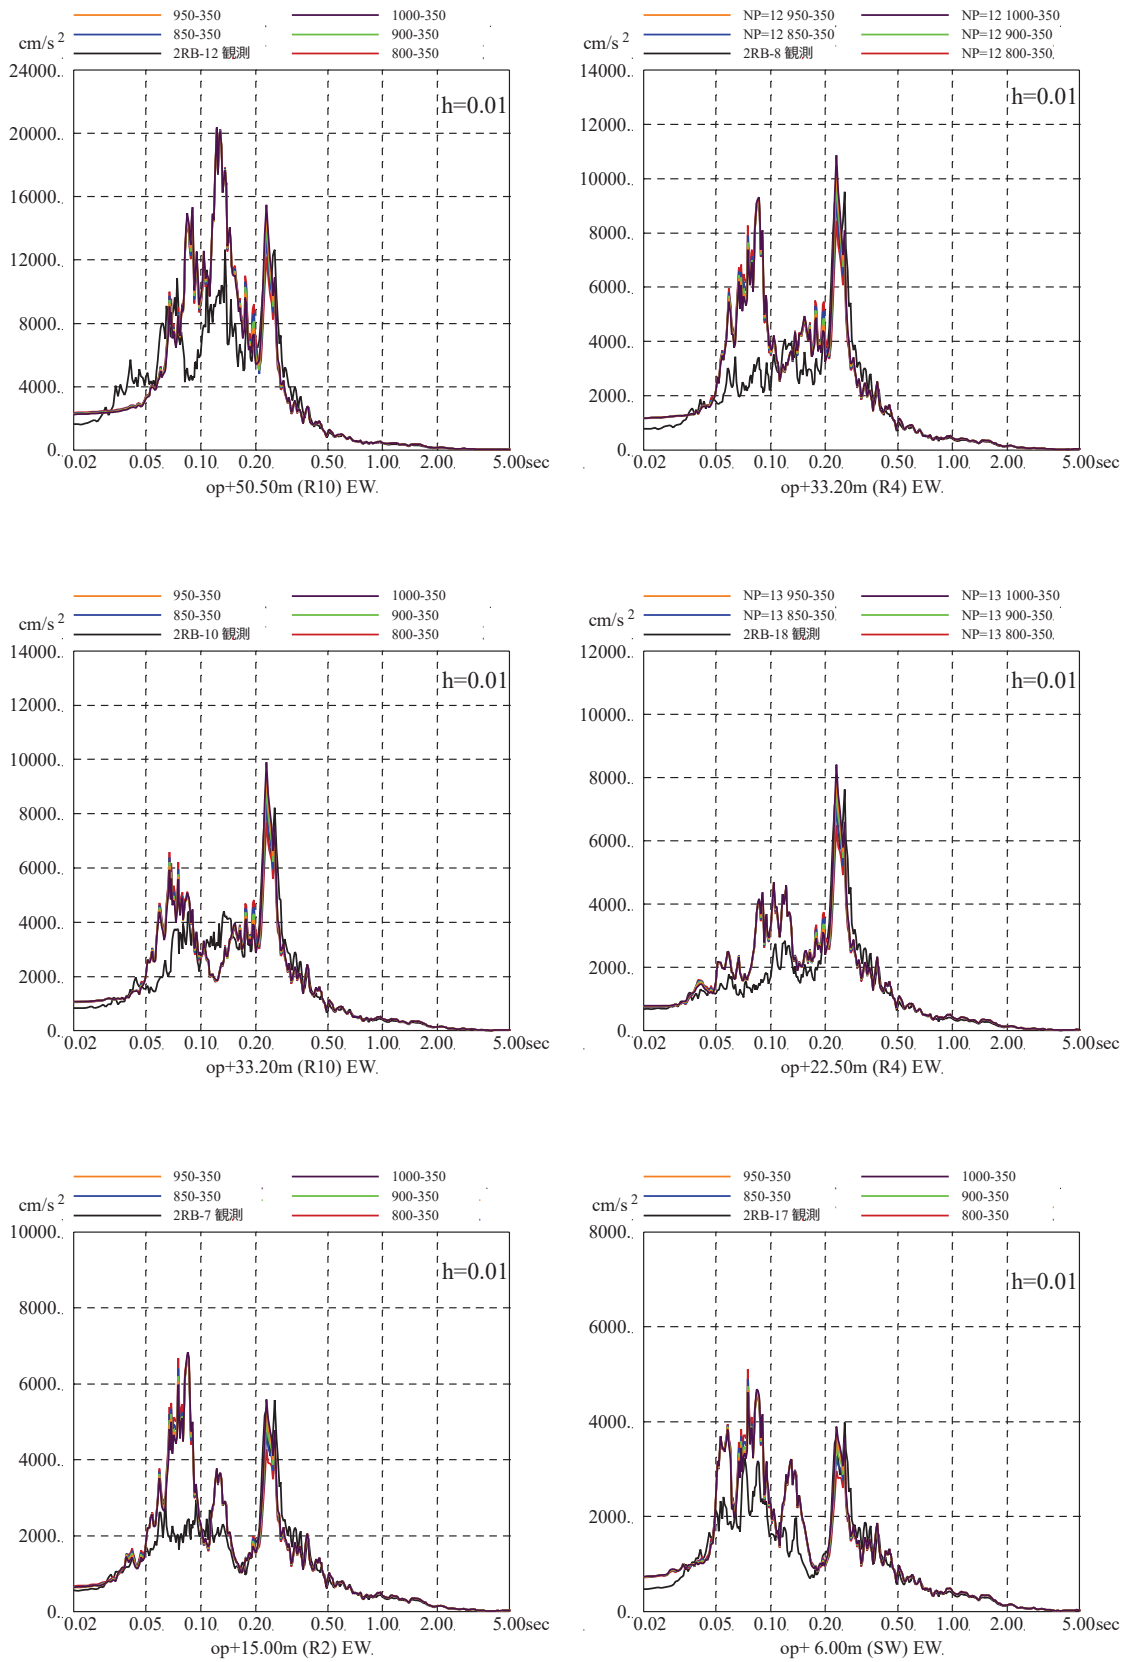 950-350 1000-350
850-350 900-350
2RB-12 観測 800-350
cm/s 2
24000.
20000.
16000.
12000.
8000.
4000.
0.
h=0.01
0.02 0.05 0.10 0.20 0.50 1.00 2.00 5.00sec
op+50.50m (R10) EW.
NP=12 950-350 NP=12 1000-350
NP=12 850-350 NP=12 900-350
2RB-8 観測 NP=12 800-350
cm/s 2
14000.
12000.
10000.
8000.
6000.
4000.
2000.
0.
h=0.01
0.02 0.05 0.10 0.20 0.50 1.00 2.00 5.00sec
op+33.20m (R4) EW.
950-350 1000-350
850-350 900-350
2RB-10 観測 800-350
cm/s 2
14000.
12000.
10000.
8000.
6000.
4000.
2000.
0.
h=0.01
0.02 0.05 0.10 0.20 0.50 1.00 2.00 5.00sec
op+33.20m (R10) EW.
NP=13 950-350 NP=13 1000-350
NP=13 850-350 NP=13 900-350
2RB-18 観測 NP=13 800-350
cm/s 2
12000.
10000.
8000.
6000.
4000.
2000.
0.
h=0.01
0.02 0.05 0.10 0.20 0.50 1.00 2.00 5.00sec
op+22.50m (R4) EW.
950-350 1000-350
850-350 900-350
2RB-7 観測 800-350
cm/s 2
10000.
8000.
6000.
4000.
2000.
0.
h=0.01
0.02 0.05 0.10 0.20 0.50 1.00 2.00 5.00sec
op+15.00m (R2) EW.
950-350 1000-350
850-350 900-350
2RB-17 観測 800-350
cm/s 2
8000.
6000.
4000.
2000.
0.
h=0.01
0.02 0.05 0.10 0.20 0.50 1.00 2.00 5.00sec
op+ 6.00m (SW) EW.